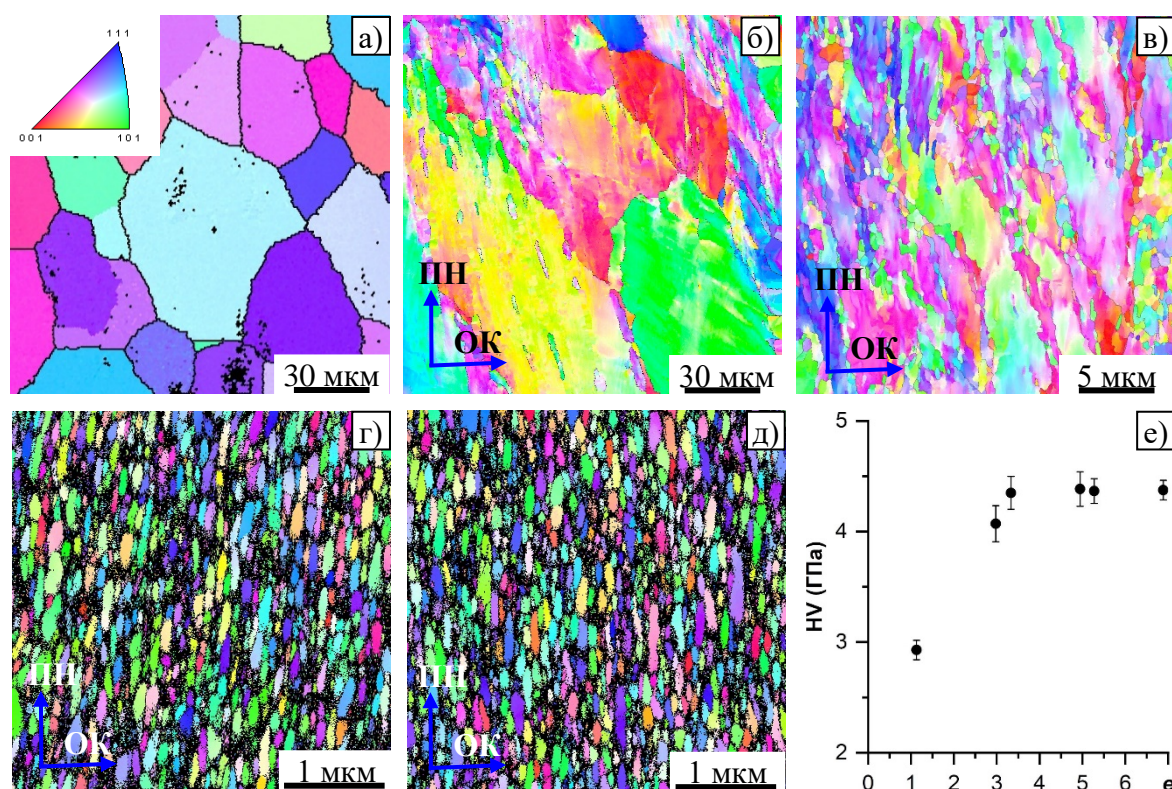 а)
1 1 1
0 0 1
1 0 1
30 мкм
б)
ПН
ОК
30 мкм
в)
ПН
ОК
5 мкм
г)
ПН
ОК
1 мкм
д)
ПН
ОК
1 мкм
е)
HV (ГПа)
5
4
3
2
0 1 2 3 4 5 6 e